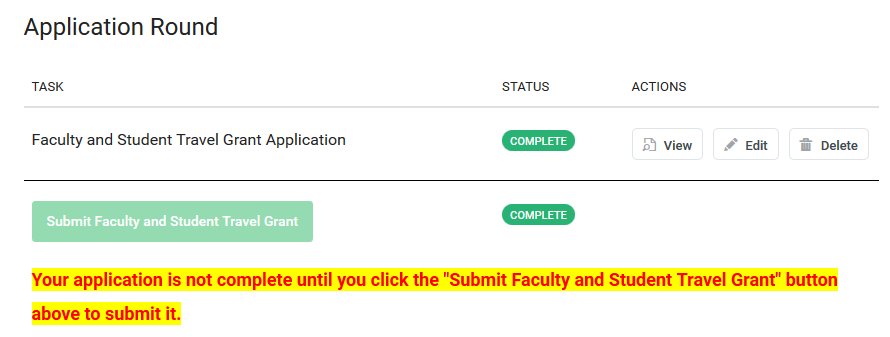 Application Round
TASK STATUS ACTIONS
Faculty and Student Travel Grant Application COMPLETE View Edit Delete
Submit Faculty and Student Travel Grant COMPLETE
Your application is not complete until you click the "Submit Faculty and Student Travel Grant" button
above to submit it.